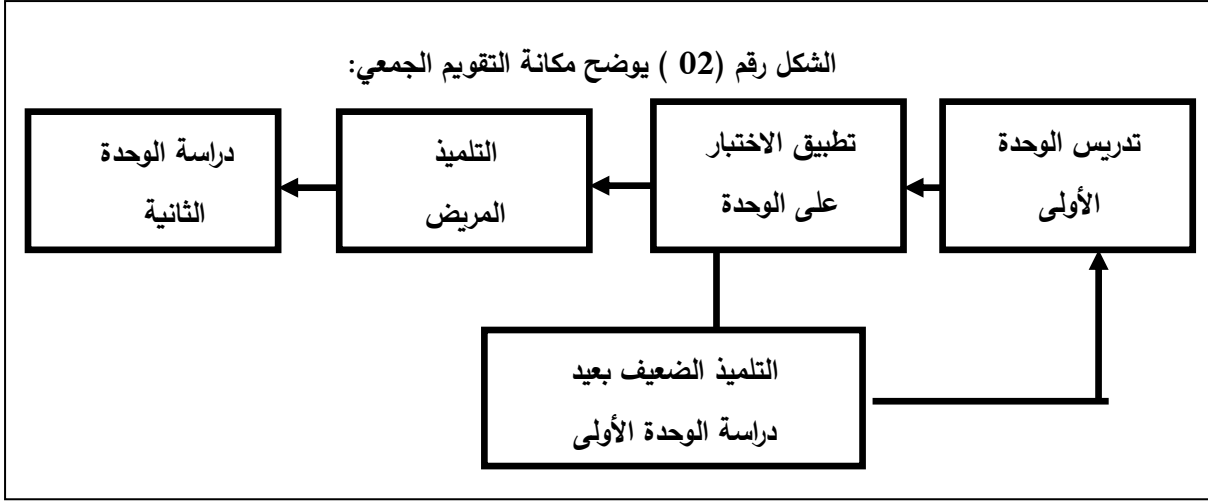 الشكل رقم (02 ) يوضح مكانة التقويم الجمعي:
تدريس الوحدة
الأولى
تطبيق الاختبار
على الوحدة
التلميذ
المريض
دراسة الوحدة
الثانية
التلميذ الضعيف بعيد
دراسة الوحدة الأولى